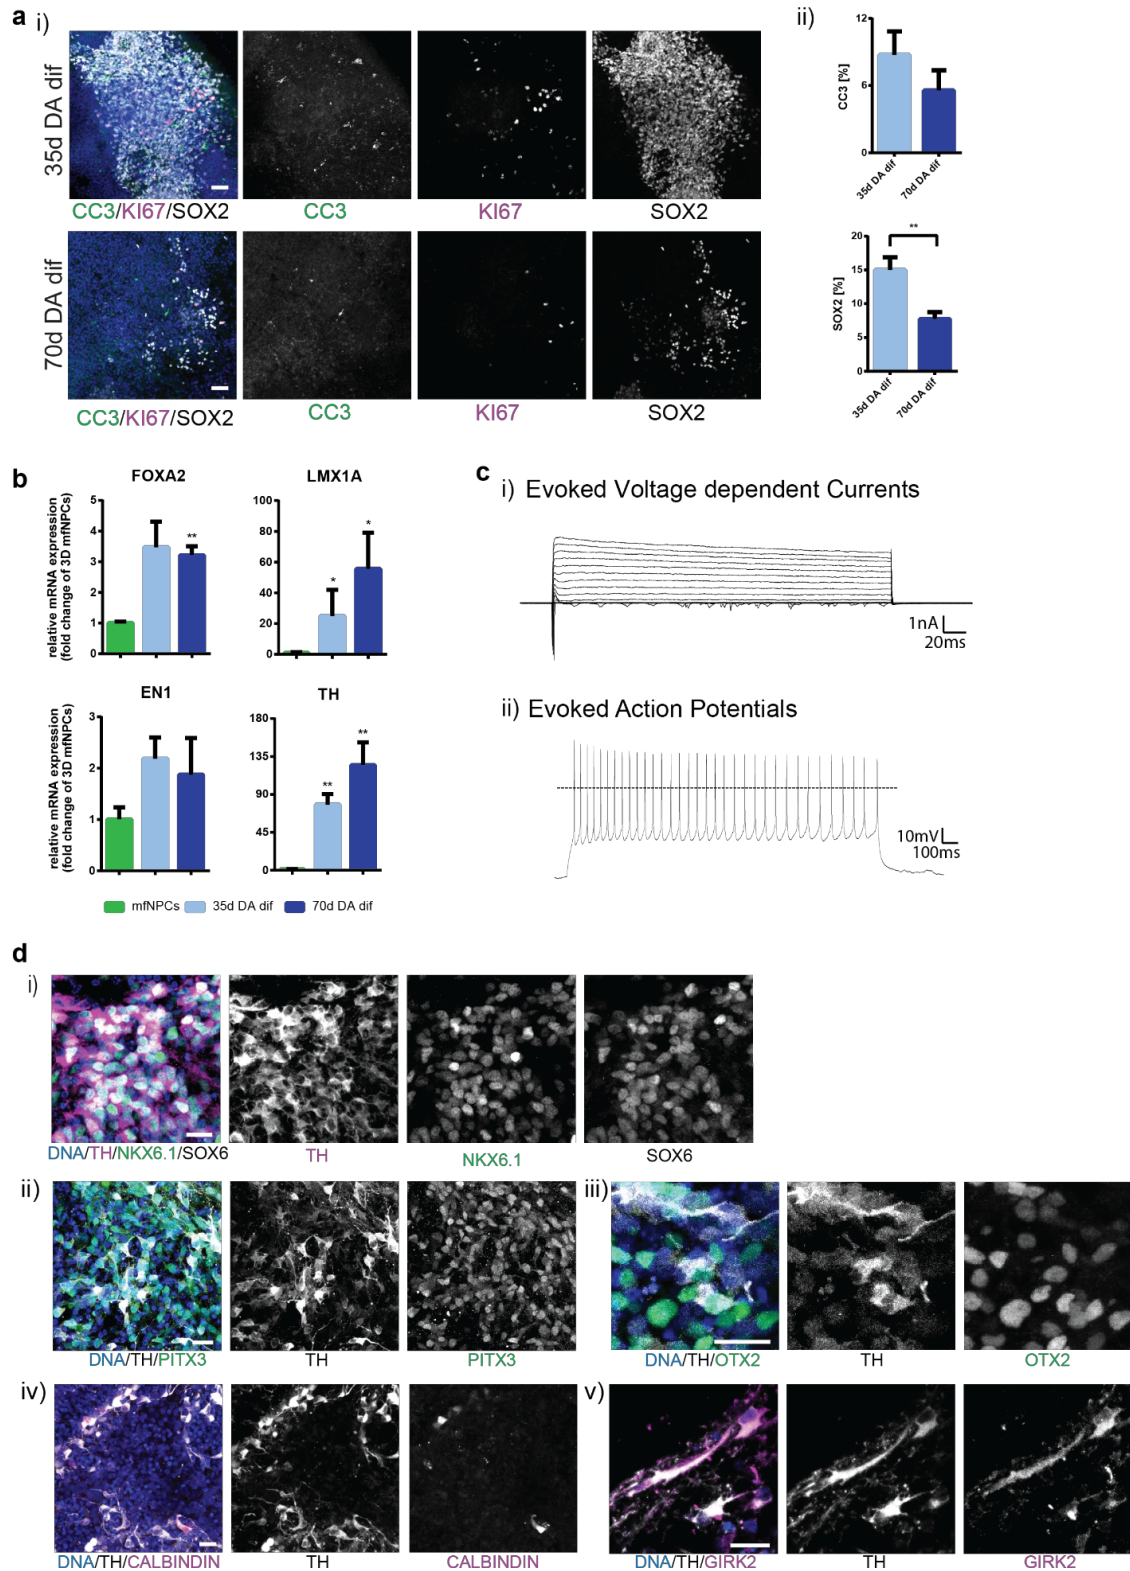 a
i)
35d DA dif
CC3/KI67/SOX2
CC3
KI67
SOX2
70d DA dif
CC3/KI67/SOX2
CC3
KI67
SOX2
ii)
CC3 [%]
12
6
0
35d DA dif
70d DA dif
SOX2 [%]
20
15
10
5
0
**
35d DA dif
70d DA dif
b
FOXA2
relative mRNA expression
(fold change of 3D mfNPCs)
5
4
3
2
1
0
**
LMX1A
100
80
60
40
20
0
*
*
EN1
relative mRNA expression
(fold change of 3D mfNPCs)
3
2
1
0
TH
180
135
90
45
0
**
**
mfNPCs
35d DA dif
70d DA dif
c
i) Evoked Voltage dependent Currents
1nA
20ms
ii) Evoked Action Potentials
10mV
100ms
d
i)
DNA/TH/NKX6.1/SOX6
TH
NKX6.1
SOX6
ii)
DNA/TH/PITX3
TH
PITX3
iii)
DNA/TH/OTX2
TH
OTX2
iv)
DNA/TH/CALBINDIN
TH
CALBINDIN
v)
DNA/TH/GIRK2
TH
GIRK2